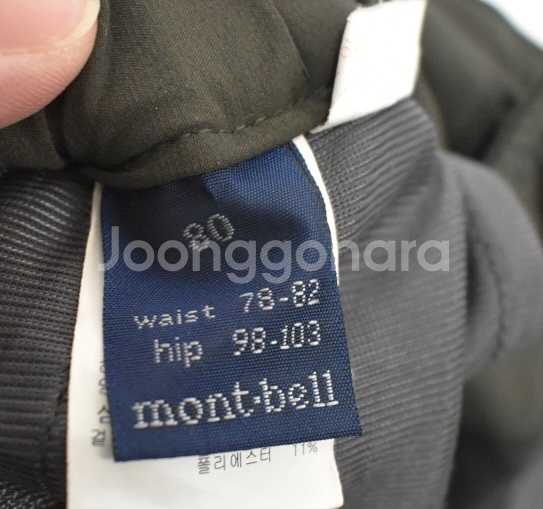 80
Joonggonara
waist 78-82
hip 98-103
mont·bell
폴리에스터 11%